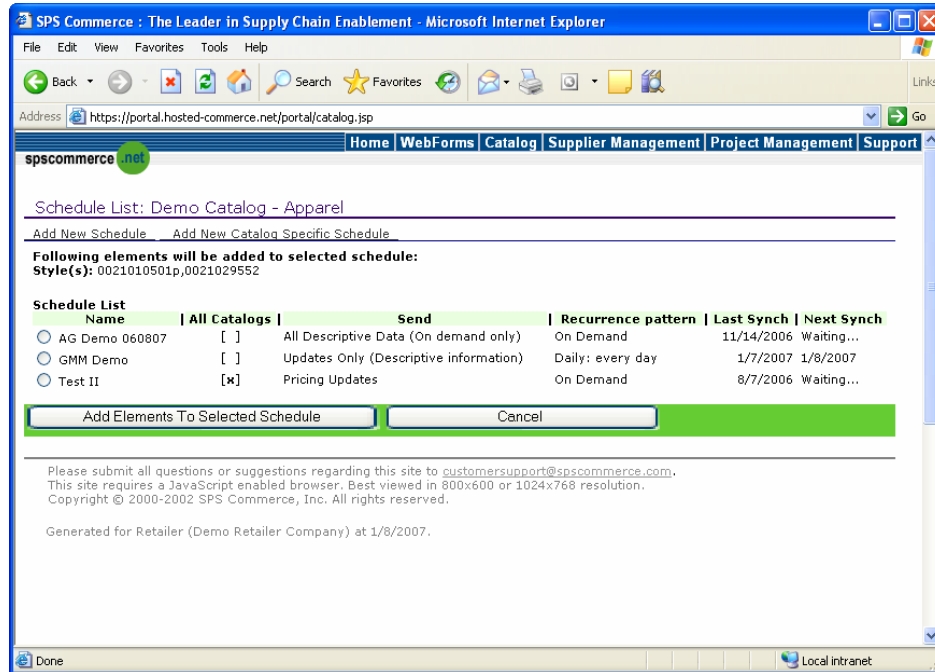 SPS Commerce : The Leader in Supply Chain Enablement - Microsoft Internet Explorer
File Edit View Favorites Tools Help
Back Search Favorites Links
Address https://portal.hosted-commerce.net/portal/catalog.jsp Go
Home | WebForms | Catalog | Supplier Management | Project Management | Support
spscommerce .net
Schedule List: Demo Catalog - Apparel
Add New Schedule Add New Catalog Specific Schedule
Following elements will be added to selected schedule:
Style(s): 0021010501p,0021029552
Schedule List
Name | All Catalogs | Send | Recurrence pattern | Last Synch | Next Synch
AG Demo 060807 [ ] All Descriptive Data (On demand only) On Demand 11/14/2006 Waiting...
GMM Demo [ ] Updates Only (Descriptive information) Daily: every day 1/7/2007 1/8/2007
Test II [x] Pricing Updates On Demand 8/7/2006 Waiting...
Add Elements To Selected Schedule Cancel
Please submit all questions or suggestions regarding this site to customersupport@spscommerce.com.
This site requires a JavaScript enabled browser. Best viewed in 800x600 or 1024x768 resolution.
Copyright © 2000-2002 SPS Commerce, Inc. All rights reserved.
Generated for Retailer (Demo Retailer Company) at 1/8/2007.
Done Local intranet